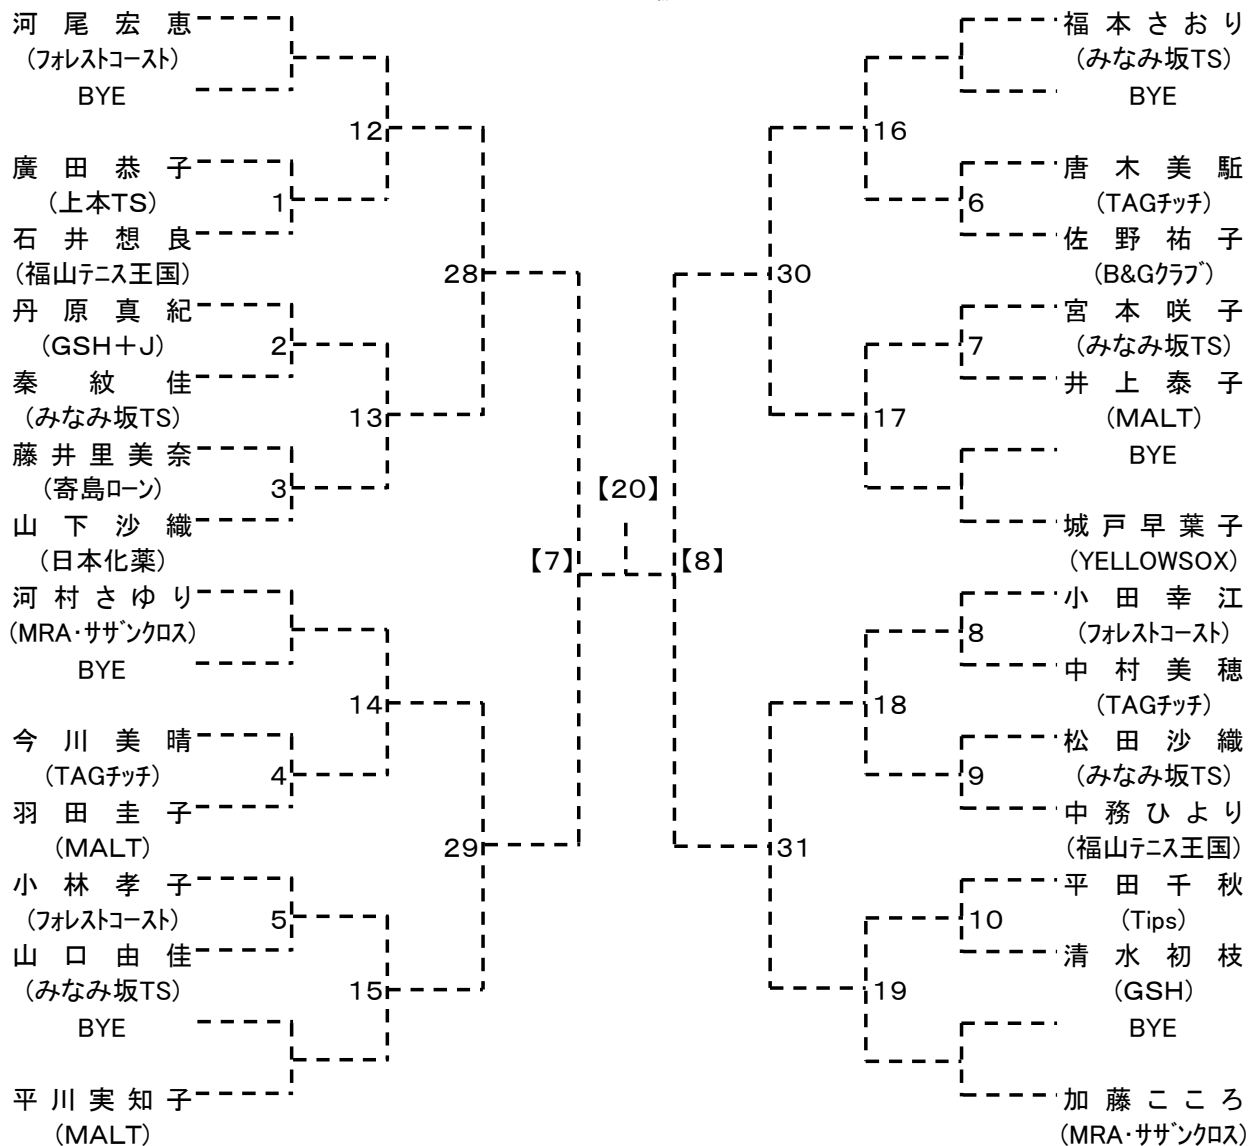 河尾宏恵
(フォレストコースト)
BYE
12
廣田恭子
(上本TS)
1
石井想良
(福山テニス王国)
28
丹原真紀
(GSH＋J)
2
秦紋佳
(みなみ坂TS)
13
藤井里美奈
(寄島ローン)
3
山下沙織
(日本化薬)
河村さゆり
(MRA・サザンクロス)
BYE
14
今川美晴
(TAGチッチ)
4
羽田圭子
(MALT)
29
小林孝子
(フォレストコースト)
5
山口由佳
(みなみ坂TS)
15
BYE
平川実知子
(MALT)
【7】
【20】
【8】
福本さおり
(みなみ坂TS)
BYE
16
唐木美駈
(TAGチッチ)
6
佐野祐子
(B&Gクラブ)
30
宮本咲子
(みなみ坂TS)
7
井上泰子
(MALT)
17
BYE
城戸早葉子
(YELLOWSOX)
小田幸江
(フォレストコースト)
8
中村美穂
(TAGチッチ)
18
松田沙織
(みなみ坂TS)
9
中務ひより
(福山テニス王国)
31
平田千秋
(Tips)
10
清水初枝
(GSH)
19
BYE
加藤こころ
(MRA・サザンクロス)